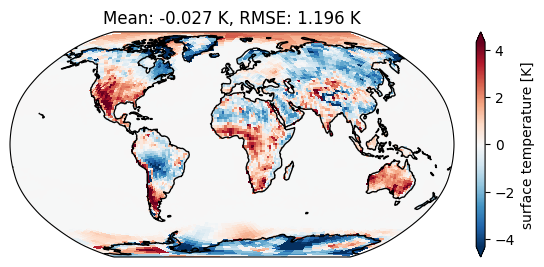 Mean: -0.027 K, RMSE: 1.196 K
4
2
0
−2
−4
surface temperature [K]